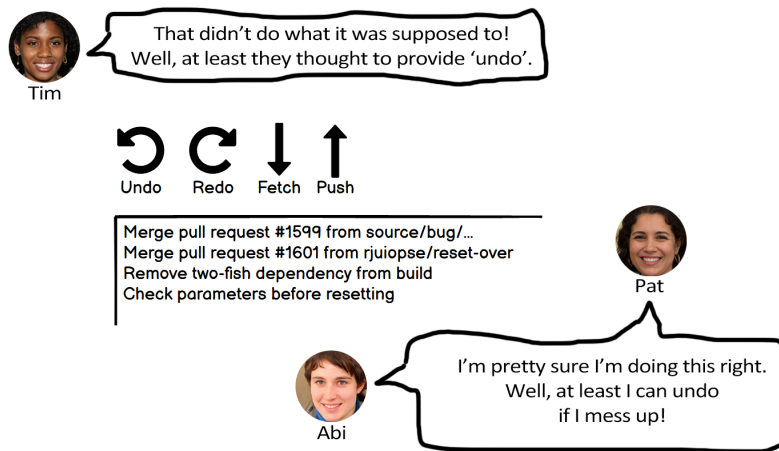 That didn’t do what it was supposed to!
Well, at least they thought to provide ‘undo’.
Tim
Undo Redo Fetch Push
Merge pull request #1599 from source/bug/...
Merge pull request #1601 from rjuiopse/reset-over
Remove two-fish dependency from build
Check parameters before resetting
Pat
I’m pretty sure I’m doing this right.
Well, at least I can undo
if I mess up!
Abi